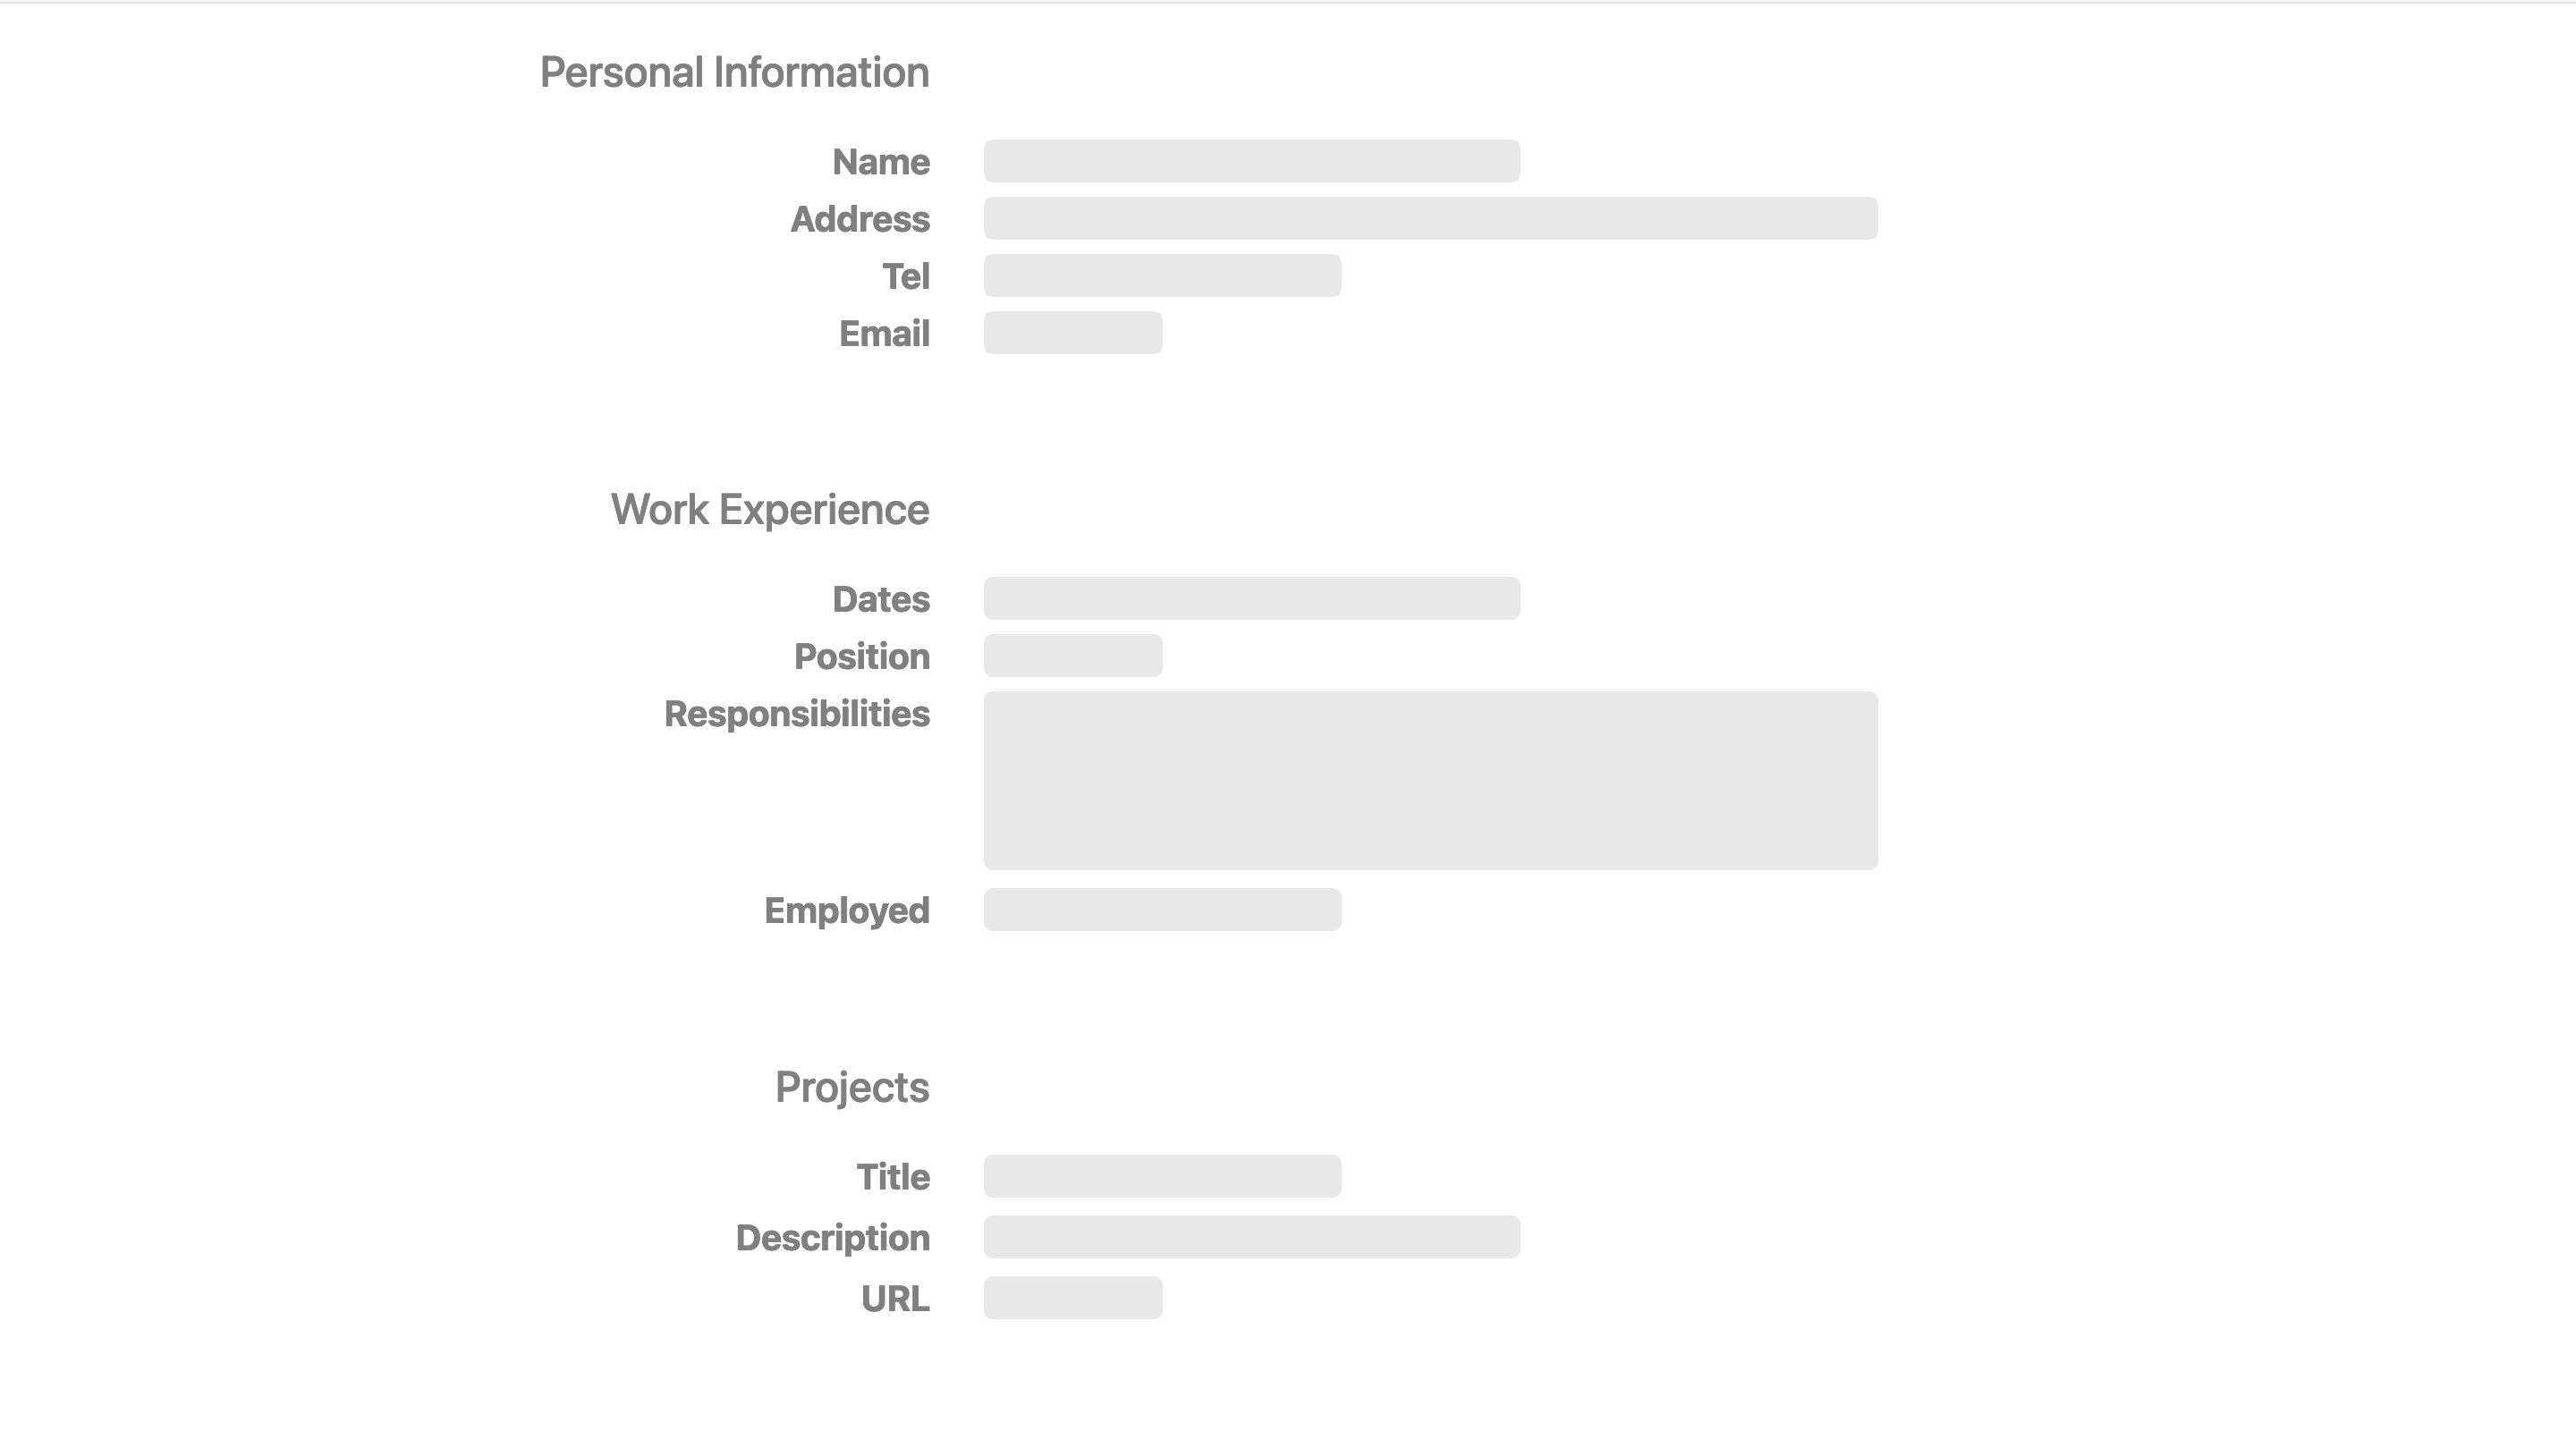 Personal Information
Name
Address
Tel
Email
Work Experience
Dates
Position
Responsibilities
Employed
Projects
Title
Description
URL